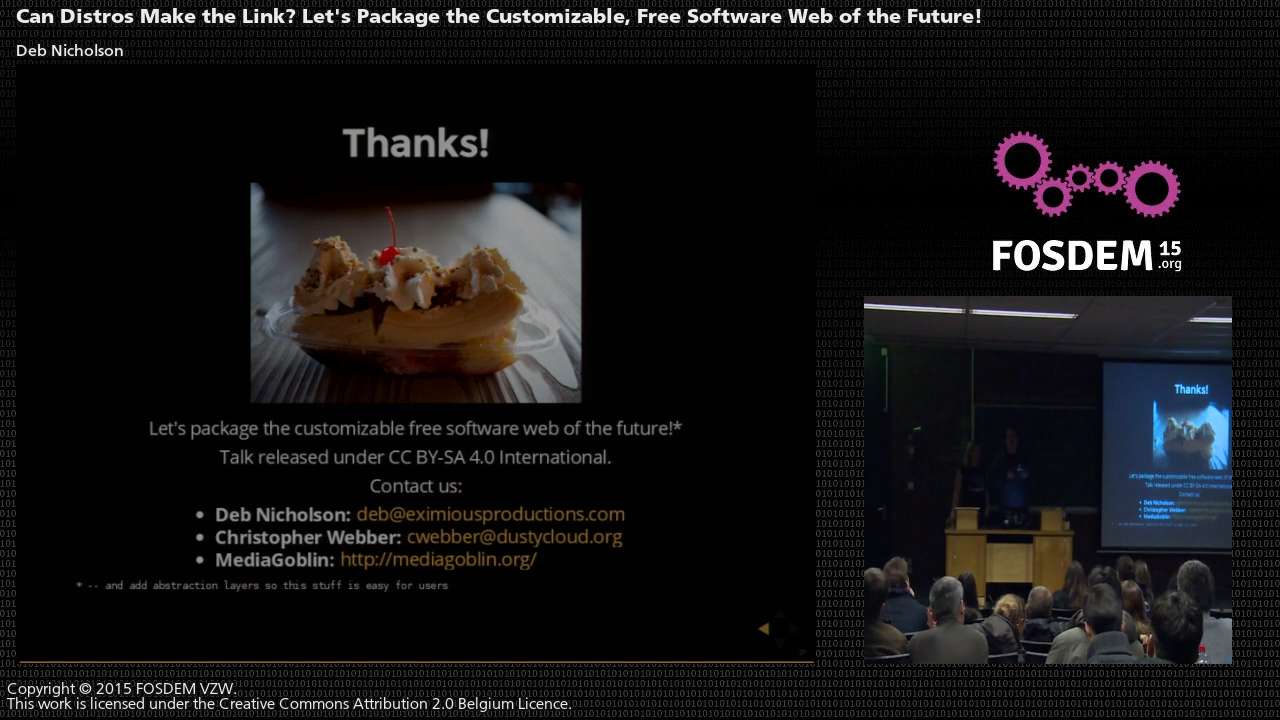 Can Distros Make the Link? Let's Package the Customizable, Free Software Web of the Future!
Deb Nicholson
Thanks!
Let's package the customizable free software web of the future!*
Talk released under CC BY-SA 4.0 International.
Contact us:
• Deb Nicholson: deb@eximiousproductions.com
• Christopher Webber: cwebber@dustycloud.org
• MediaGoblin: http://mediagoblin.org/
* -- and add abstraction layers so this stuff is easy for users
FOSDEM 15
.org
Thanks!
Copyright © 2015 FOSDEM VZW.
This work is licensed under the Creative Commons Attribution 2.0 Belgium Licence.